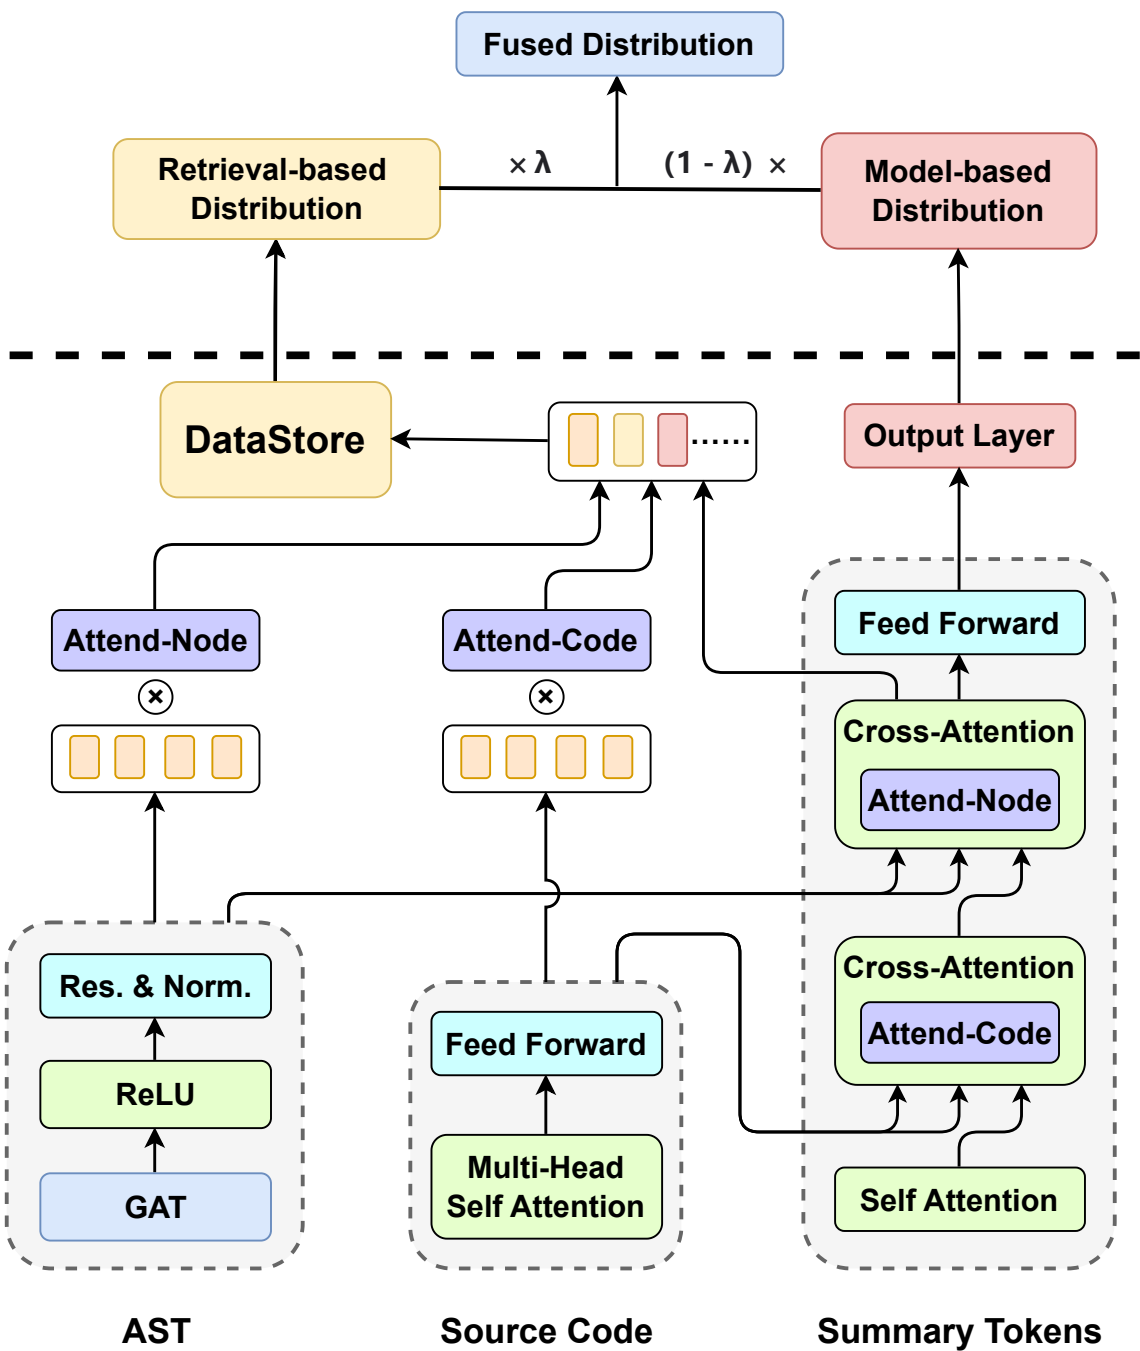 Fused Distribution
Retrieval-based
Distribution
× λ
(1 - λ) ×
Model-based
Distribution
DataStore
......
Output Layer
Attend-Node
Attend-Code
Feed Forward
Cross-Attention
Attend-Node
Cross-Attention
Attend-Code
Self Attention
Res. & Norm.
ReLU
GAT
Feed Forward
Multi-Head
Self Attention
AST
Source Code
Summary Tokens